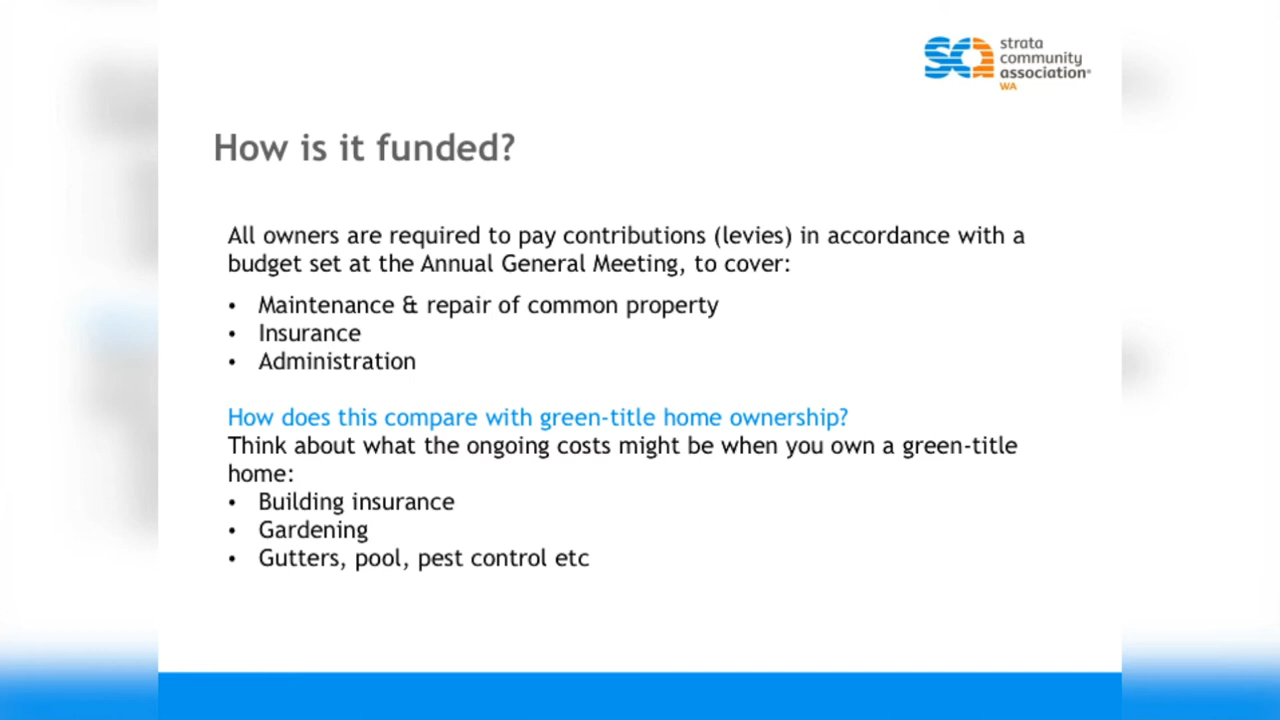 sca strata
community
association
WA
How is it funded?
All owners are required to pay contributions (levies) in accordance with a
budget set at the Annual General Meeting, to cover:
• Maintenance & repair of common property
• Insurance
• Administration
How does this compare with green-title home ownership?
Think about what the ongoing costs might be when you own a green-title
home:
• Building insurance
• Gardening
• Gutters, pool, pest control etc